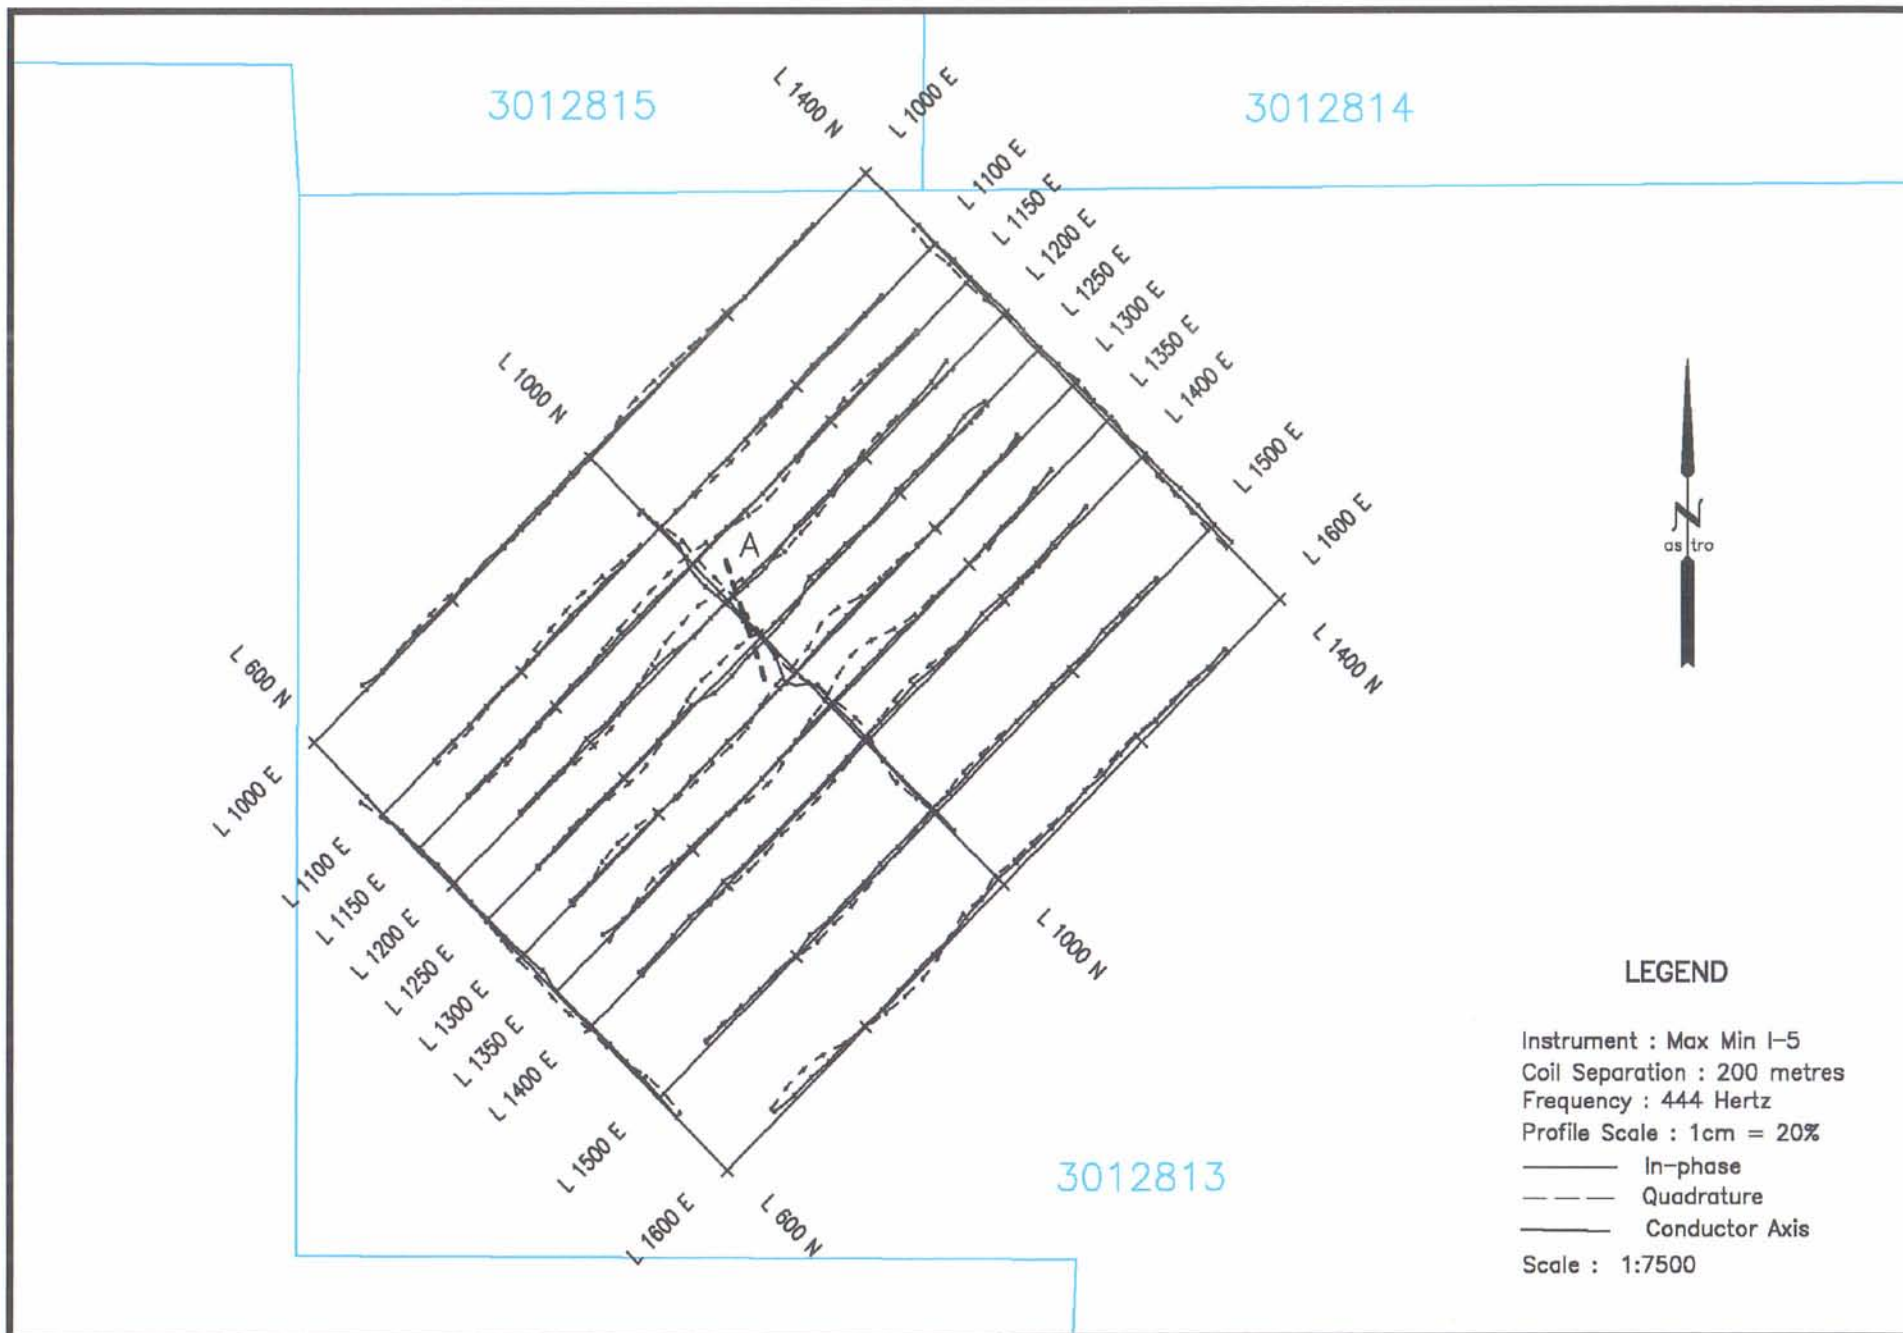 3012815
3012814
L 1400 N
L 1000 E
L 1100 E
L 1150 E
L 1200 E
L 1250 E
L 1300 E
L 1350 E
L 1400 E
L 1500 E
L 1600 E
L 1400 N
L 1000 N
A
N
astro
L 600 N
L 1000 E
L 1100 E
L 1150 E
L 1200 E
L 1250 E
L 1300 E
L 1350 E
L 1400 E
L 1500 E
L 1600 E
L 600 N
L 1000 N
3012813
LEGEND
Instrument : Max Min I-5
Coil Separation : 200 metres
Frequency : 444 Hertz
Profile Scale : 1cm = 20%
In-phase
Quadrature
Conductor Axis
Scale : 1:7500